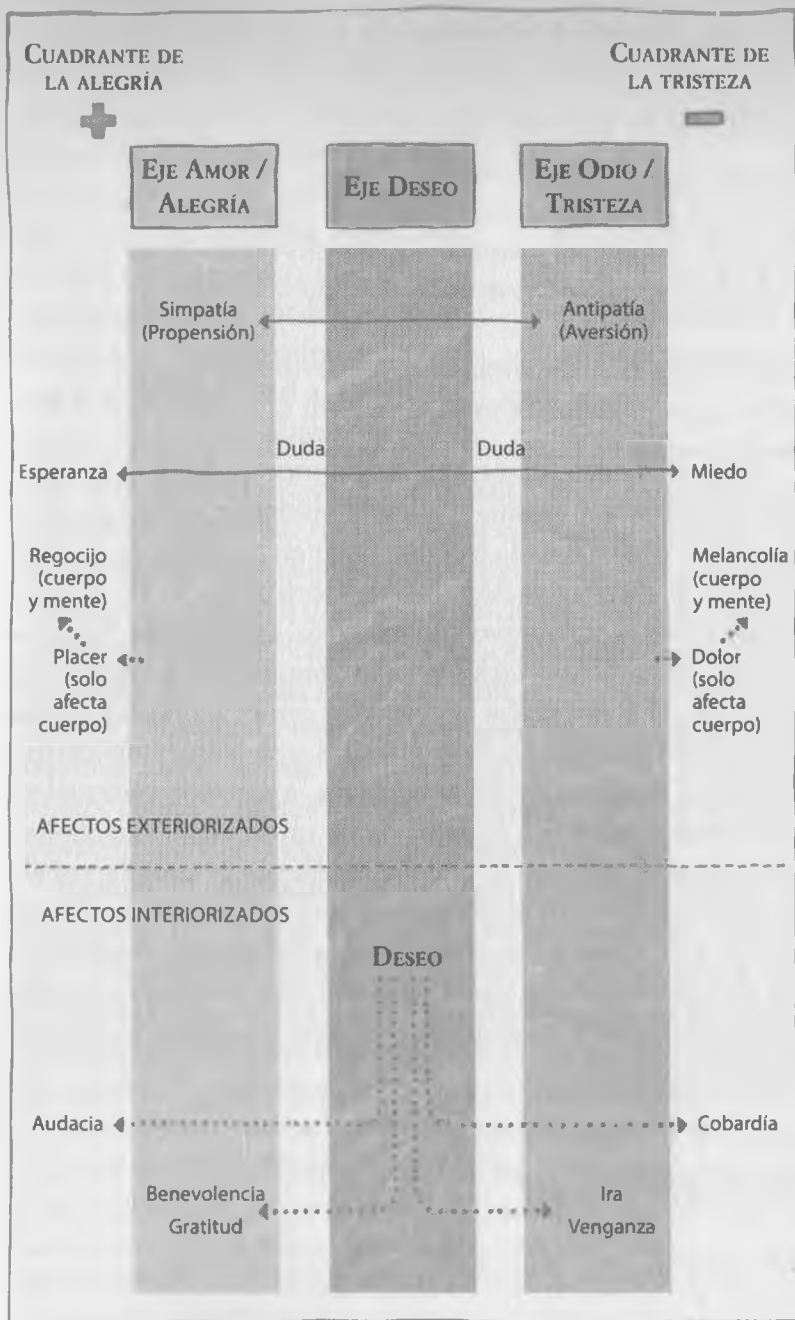 CUADRANTE DE
LA ALEGRÍA
CUADRANTE DE
LA TRISTEZA
EJE AMOR /
ALEGRÍA
EJE DESEO
EJE ODIO /
TRISTEZA
Simpatía
(Propensión)
Antipatía
(Aversión)
Esperanza
Duda
Duda
Miedo
Regocijo
(cuerpo
y mente)
Melancolía
(cuerpo
y mente)
Placer
(solo
afecta
cuerpo)
Dolor
(solo
afecta
cuerpo)
AFECTOS EXTERIORIZADOS
AFECTOS INTERIORIZADOS
DESEO
Audacia
Cobardía
Benevolencia
Gratitud
Ira
Venganza